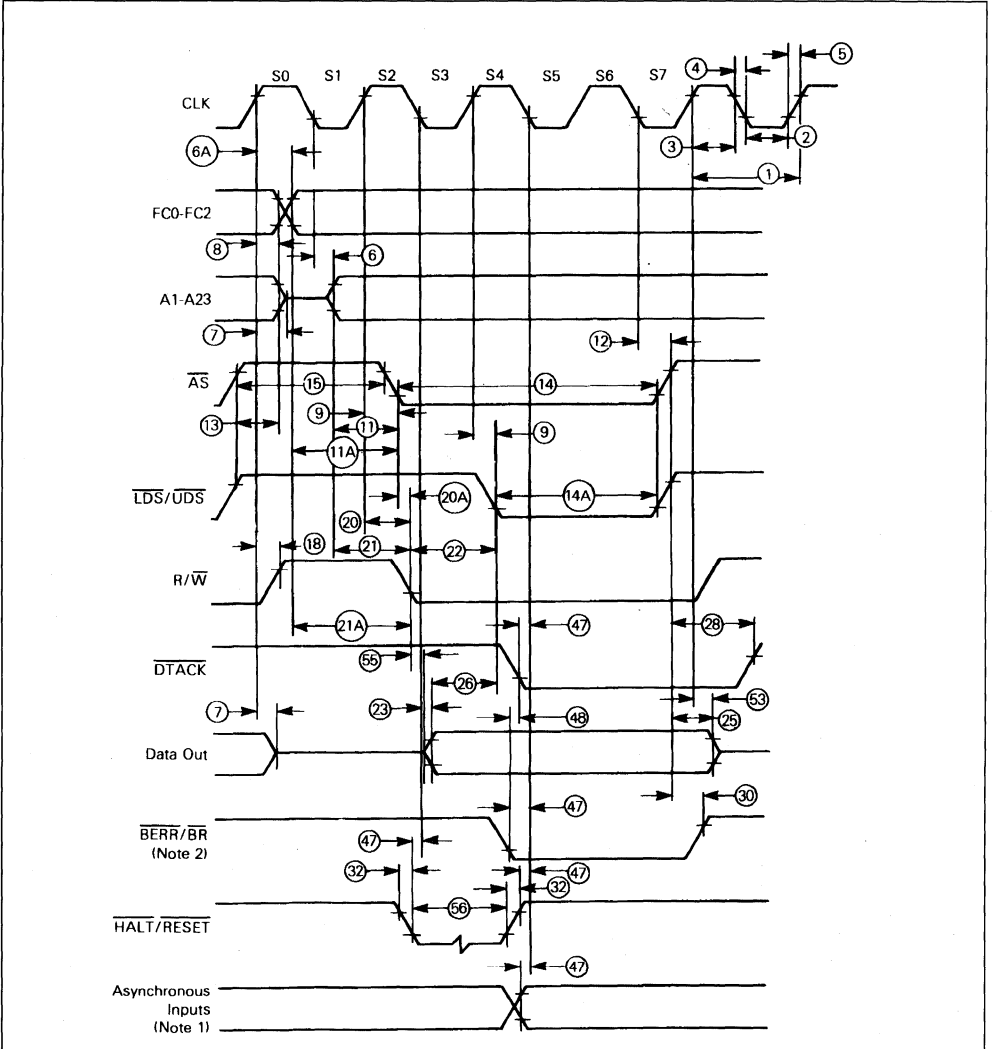 S0 S1 S2 S3 S4 S5 S6 S7 4 5
CLK
6A 3 2
1
FC0-FC2
8 6
A1-A23
7 12
AS
15 14
13 9 11 9
11A
LDS/UDS
20A 14A
20
18 21 22
R/W
21A 47 28
55
DTACK
26
53
7 23 48 25
Data Out
47 30
BERR/BR
(Note 2)
47
32 47
32
56
HALT/RESET
47
Asynchronous
Inputs
(Note 1)